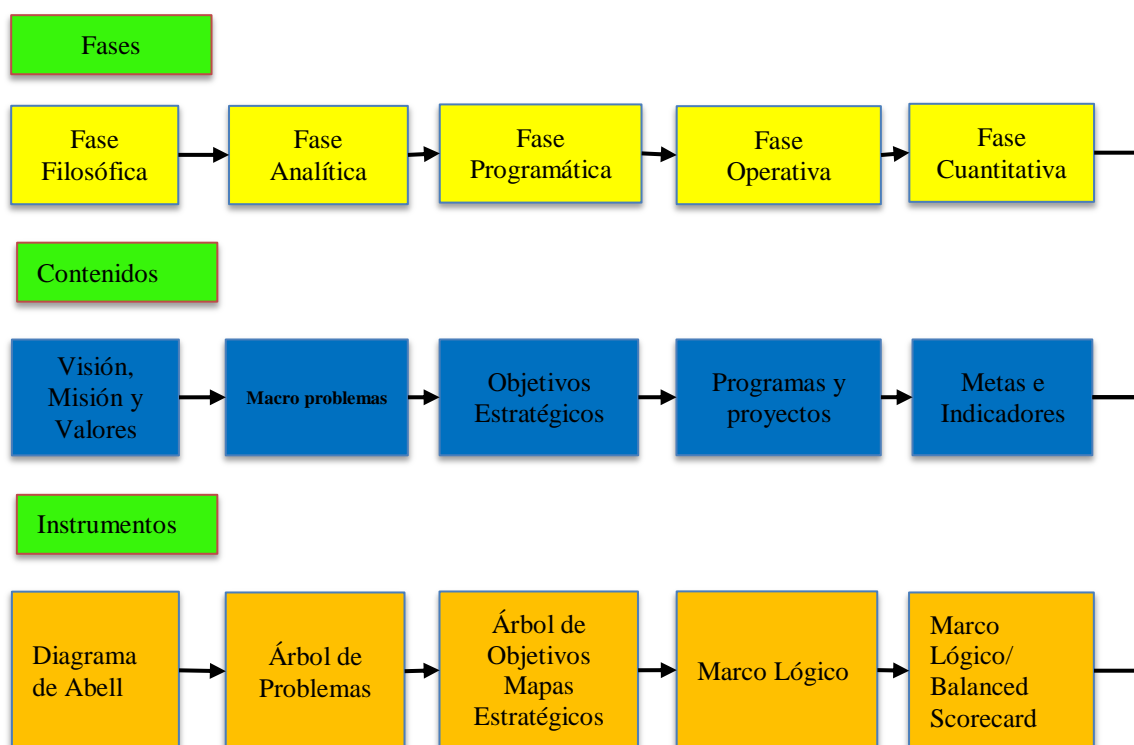 Fases
Fase
Filosófica
Fase
Analítica
Fase
Programática
Fase
Operativa
Fase
Cuantitativa
Contenidos
Visión,
Misión y
Valores
Macro problemas
Objetivos
Estratégicos
Programas y
proyectos
Metas e
Indicadores
Instrumentos
Diagrama
de Abell
Árbol de
Problemas
Árbol de
Objetivos
Mapas
Estratégicos
Marco Lógico
Marco
Lógico/
Balanced
Scorecard